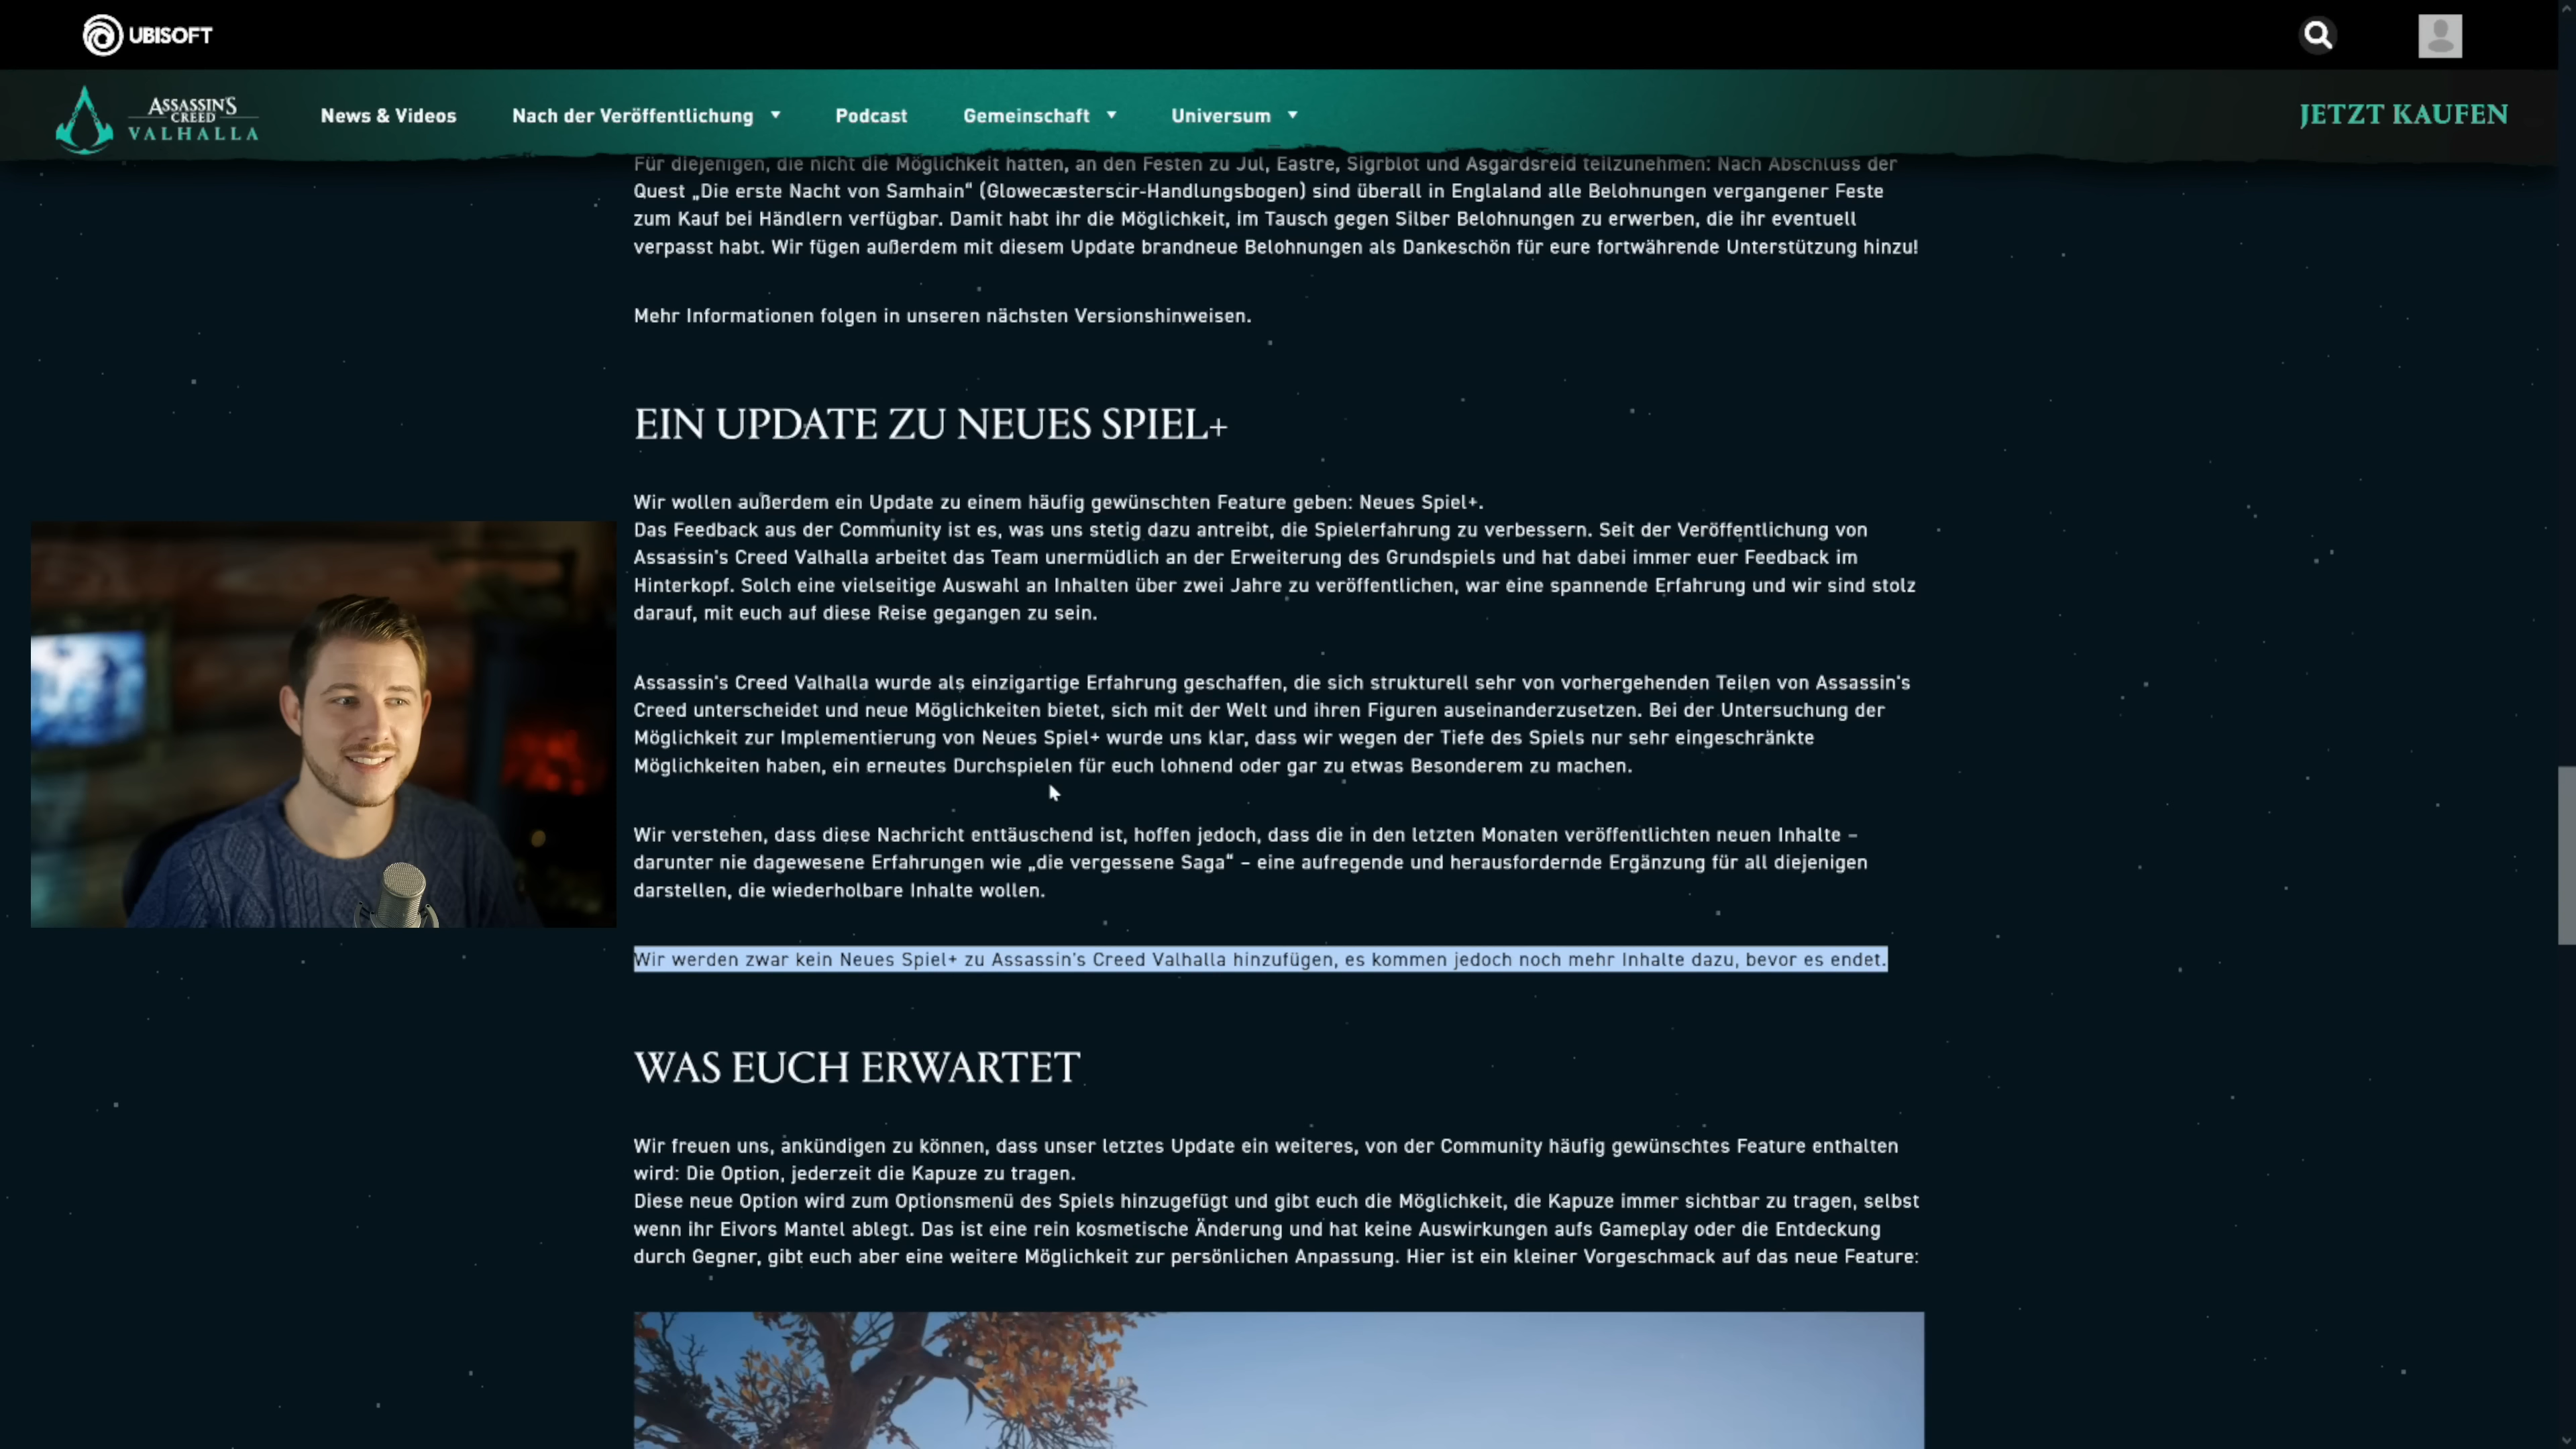 UBISOFT
ASSASSIN'S
CREED
VALHALLA
News & Videos
Nach der Veröffentlichung
Podcast
Gemeinschaft
Universum
JETZT KAUFEN
Für diejenigen, die nicht die Möglichkeit hatten, an den Festen zu Jul, Eastre, Sigrblot und Asgardsreid teilzunehmen: Nach Abschluss der
Quest „Die erste Nacht von Samhain“ (Glowecæsterscir-Handlungsbogen) sind überall in Englaland alle Belohnungen vergangener Feste
zum Kauf bei Händlern verfügbar. Damit habt ihr die Möglichkeit, im Tausch gegen Silber Belohnungen zu erwerben, die ihr eventuell
verpasst habt. Wir fügen außerdem mit diesem Update brandneue Belohnungen als Dankeschön für eure fortwährende Unterstützung hinzu!
Mehr Informationen folgen in unseren nächsten Versionshinweisen.
EIN UPDATE ZU NEUES SPIEL+
Wir wollen außerdem ein Update zu einem häufig gewünschten Feature geben: Neues Spiel+.
Das Feedback aus der Community ist es, was uns stetig dazu antreibt, die Spielerfahrung zu verbessern. Seit der Veröffentlichung von
Assassin's Creed Valhalla arbeitet das Team unermüdlich an der Erweiterung des Grundspiels und hat dabei immer euer Feedback im
Hinterkopf. Solch eine vielseitige Auswahl an Inhalten über zwei Jahre zu veröffentlichen, war eine spannende Erfahrung und wir sind stolz
darauf, mit euch auf diese Reise gegangen zu sein.
Assassin's Creed Valhalla wurde als einzigartige Erfahrung geschaffen, die sich strukturell sehr von vorhergehenden Teilen von Assassin's
Creed unterscheidet und neue Möglichkeiten bietet, sich mit der Welt und ihren Figuren auseinanderzusetzen. Bei der Untersuchung der
Möglichkeit zur Implementierung von Neues Spiel+ wurde uns klar, dass wir wegen der Tiefe des Spiels nur sehr eingeschränkte
Möglichkeiten haben, ein erneutes Durchspielen für euch lohnend oder gar zu etwas Besonderem zu machen.
Wir verstehen, dass diese Nachricht enttäuschend ist, hoffen jedoch, dass die in den letzten Monaten veröffentlichten neuen Inhalte –
darunter nie dagewesene Erfahrungen wie „die vergessene Saga“ – eine aufregende und herausfordernde Ergänzung für all diejenigen
darstellen, die wiederholbare Inhalte wollen.
Wir werden zwar kein Neues Spiel+ zu Assassin's Creed Valhalla hinzufügen, es kommen jedoch noch mehr Inhalte dazu, bevor es endet.
WAS EUCH ERWARTET
Wir freuen uns, ankündigen zu können, dass unser letztes Update ein weiteres, von der Community häufig gewünschtes Feature enthalten
wird: Die Option, jederzeit die Kapuze zu tragen.
Diese neue Option wird zum Optionsmenü des Spiels hinzugefügt und gibt euch die Möglichkeit, die Kapuze immer sichtbar zu tragen, selbst
wenn ihr Eivors Mantel ablegt. Das ist eine rein kosmetische Änderung und hat keine Auswirkungen aufs Gameplay oder die Entdeckung
durch Gegner, gibt euch aber eine weitere Möglichkeit zur persönlichen Anpassung. Hier ist ein kleiner Vorgeschmack auf das neue Feature: